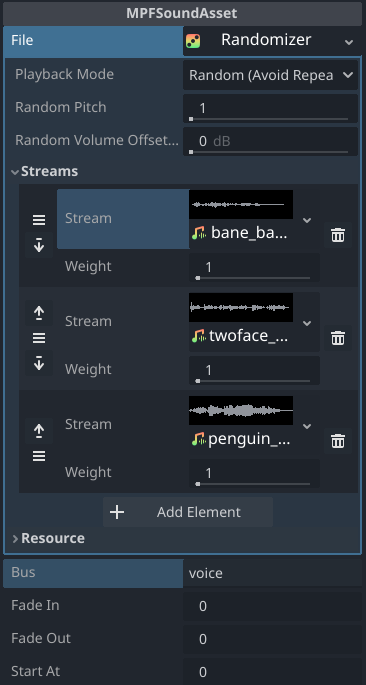 MPFSoundAsset
File Randomizer
Playback Mode Random (Avoid Repea
Random Pitch 1
Random Volume Offset... 0 dB
Streams
Stream bane_ba...
Weight 1
Stream twoface_...
Weight 1
Stream penguin_...
Weight 1
Add Element
Resource
Bus voice
Fade In 0
Fade Out 0
Start At 0